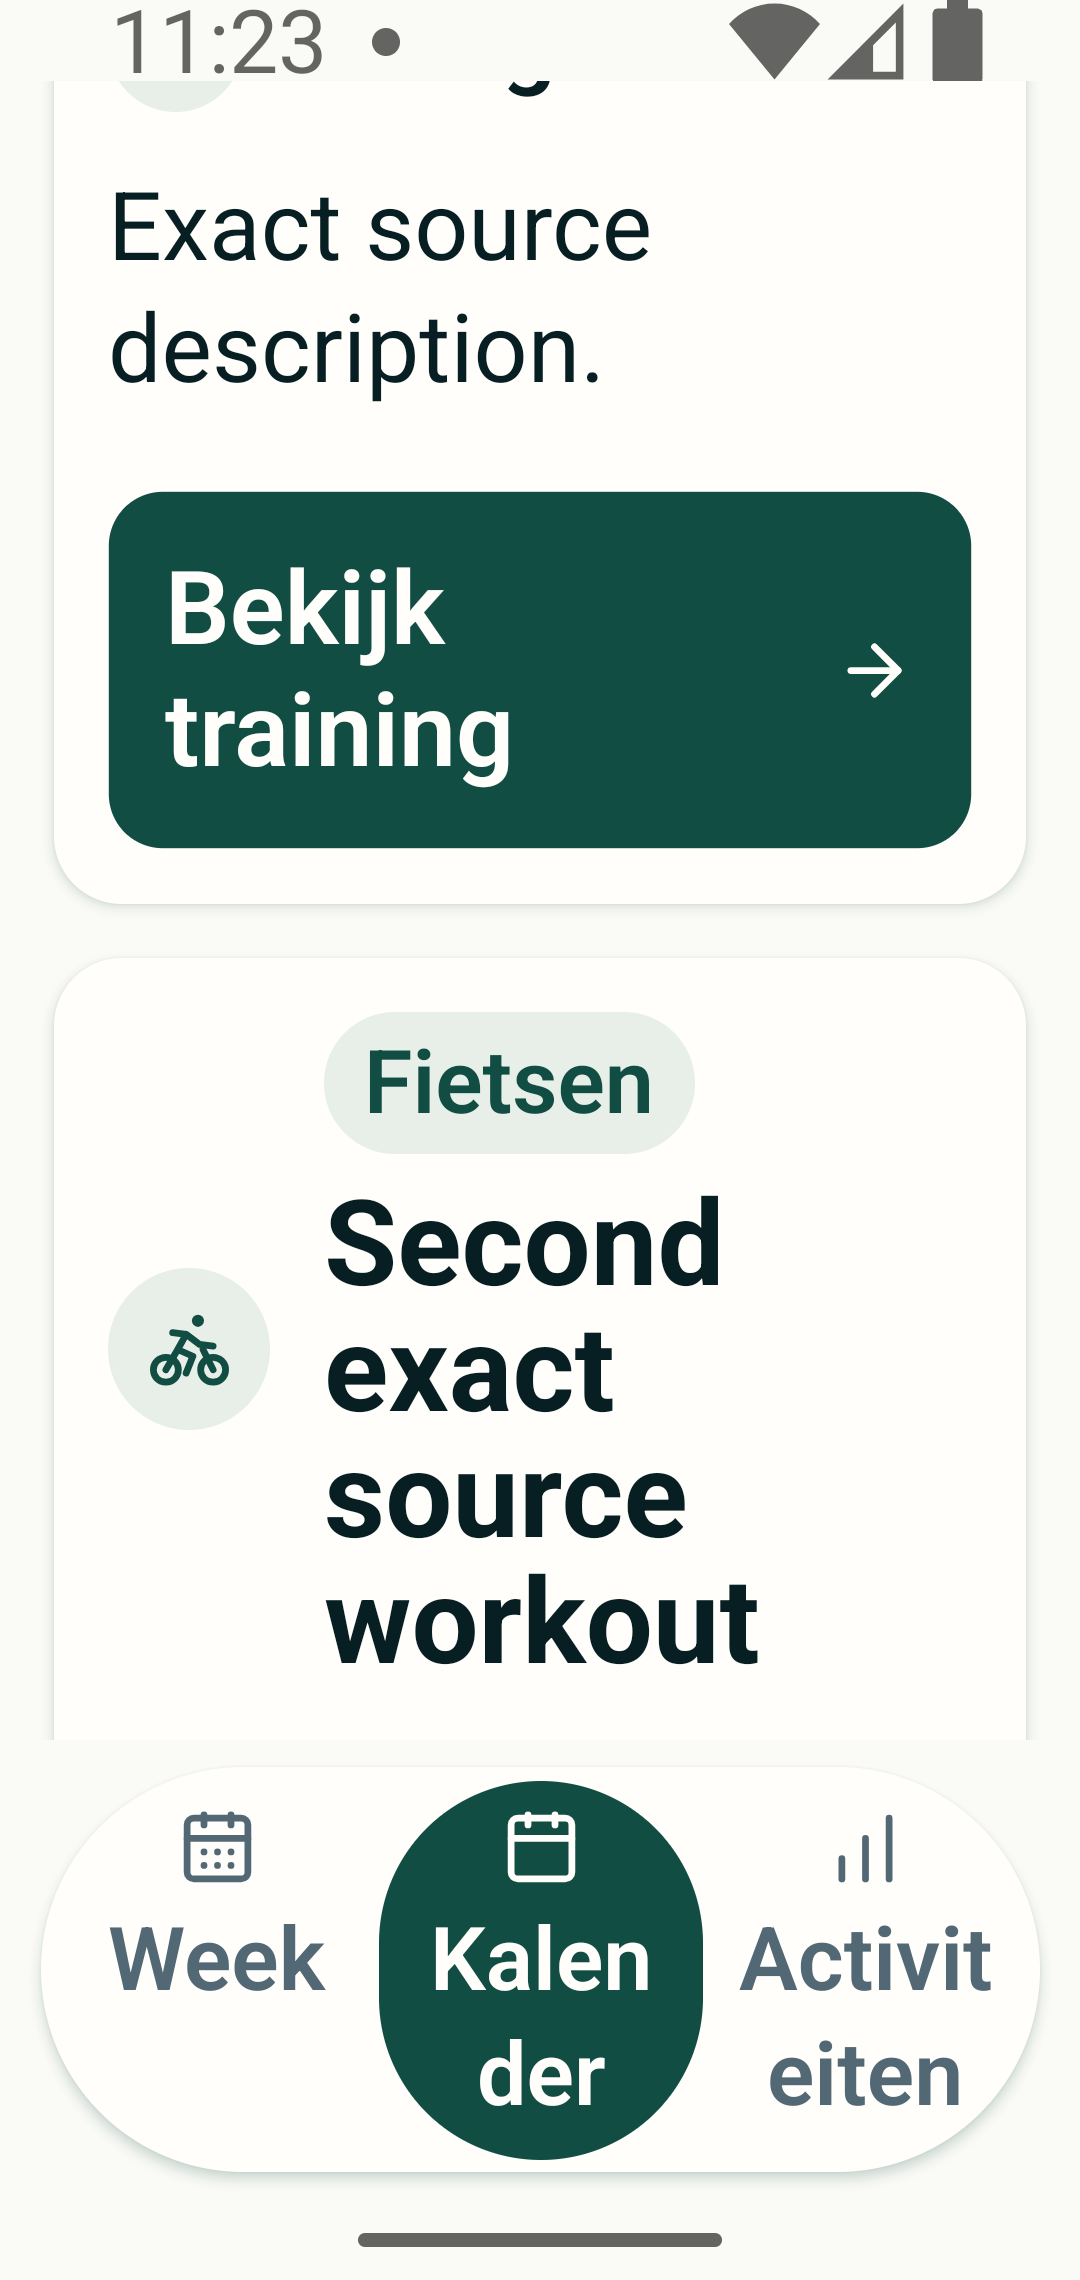 11:23
Exact source
description.
Bekijk
training
Fietsen
Second
exact
source
workout
Week
Kalen
der
Activit
eiten